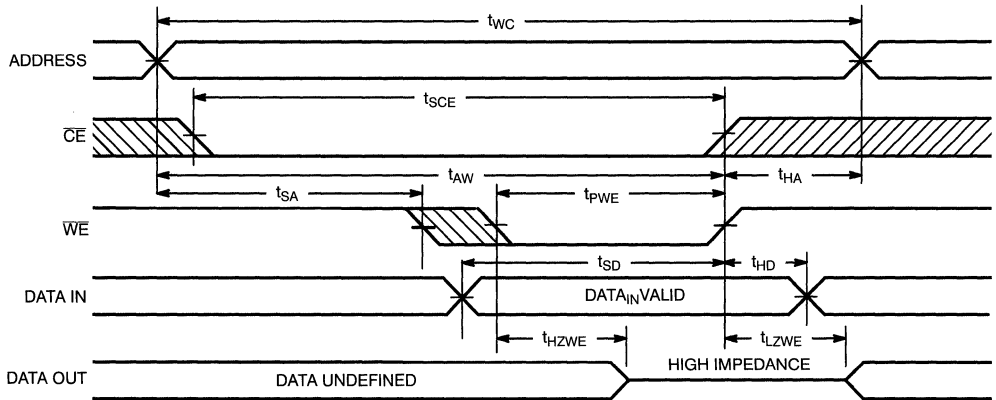 tWC
ADDRESS
tSCE
CE
tAW
tHA
tSA
tPWE
WE
tSD
tHD
DATA IN
DATAINVALID
tHZWE
tLZWE
HIGH IMPEDANCE
DATA OUT
DATA UNDEFINED